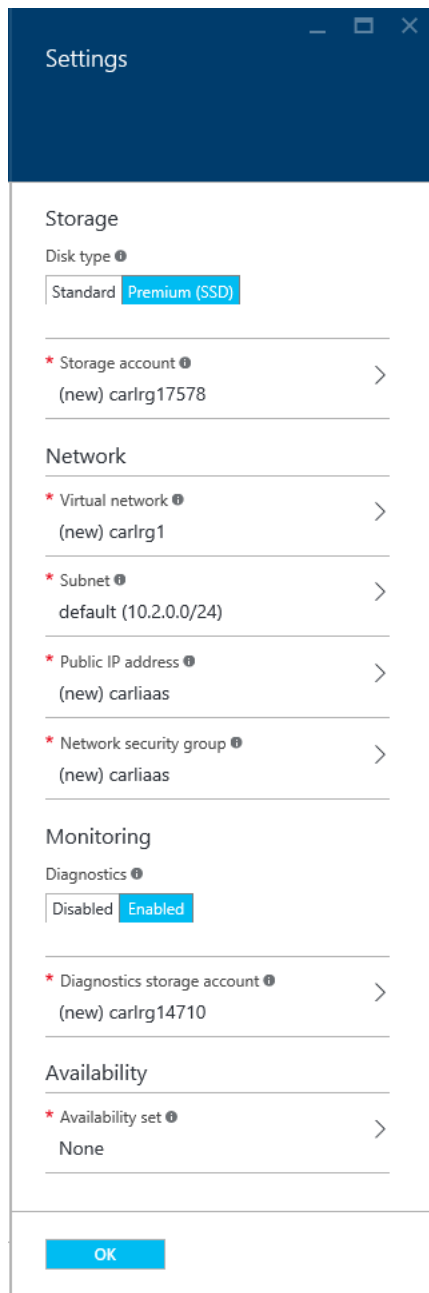 Settings
Storage
Disk type
Standard Premium (SSD)
* Storage account
(new) carlrg17578
Network
* Virtual network
(new) carlrg1
* Subnet
default (10.2.0.0/24)
* Public IP address
(new) carliaas
* Network security group
(new) carliaas
Monitoring
Diagnostics
Disabled Enabled
* Diagnostics storage account
(new) carlrg14710
Availability
* Availability set
None
OK